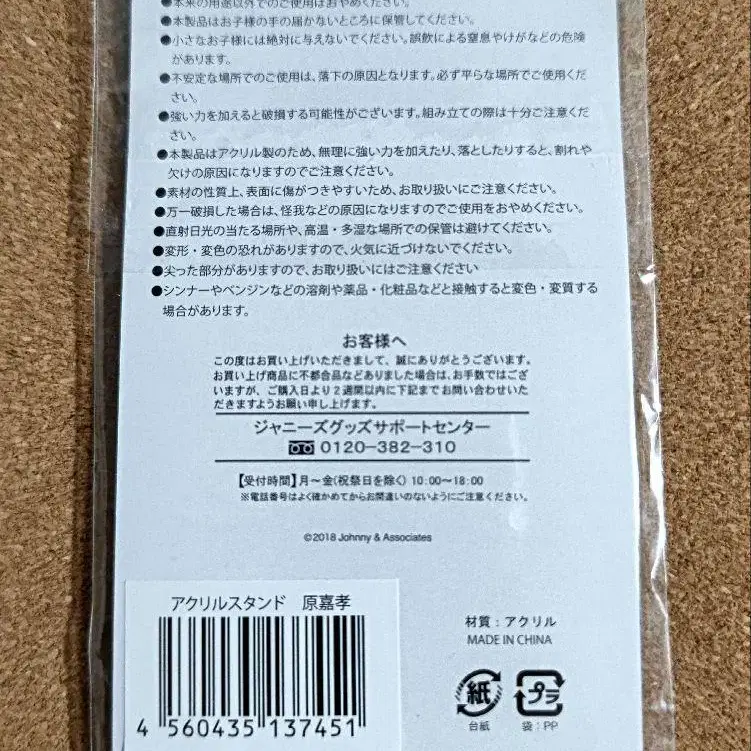 ●本来の用途以外でのご使用はおやめください。
●本製品はお子様の手の届かないところに保管してください。
●小さなお子様には絶対に与えないでください。誤飲による窒息やけがなどの危険
があります。
●不安定な場所でのご使用は、落下の原因となります。必ず平らな場所でご使用くだ
さい。
●強い力を加えると破損する可能性がございます。組み立ての際は十分ご注意くださ
い。
●本製品はアクリル製のため、無理に強い力を加えたり、落としたりすると、割れや
欠けの原因になりますのでご注意ください。
●素材の性質上、表面に傷がつきやすいため、お取り扱いにご注意ください。
●万一破損した場合は、怪我などの原因になりますのでご使用をおやめください。
●直射日光の当たる場所や、高温・多湿な場所での保管は避けてください。
●変形・変色の恐れがありますので、火気に近づけないでください。
●尖った部分がありますので、お取り扱いにはご注意ください
●シンナーやベンジンなどの溶剤や薬品・化粧品などと接触すると変色・変質する
場合があります。
お客様へ
この度はお買い上げいただきまして、誠にありがとうございます。
お買い上げ商品に不都合品などありました場合は、お手数ではござ
いますが、ご購入日より2週間以内に下記までお問い合わせいた
だきますようお願い申し上げます。
ジャニーズグッズサポートセンター
0120-382-310
【受付時間】月〜金(祝祭日を除く) 10:00〜18:00
※電話番号はよく確かめてからお間違いのないようにご注意ください。
©2018 Johnny & Associates
アクリルスタンド 原嘉孝
4 560435 137451
材質：アクリル
MADE IN CHINA
紙 プラ
台紙 袋：PP